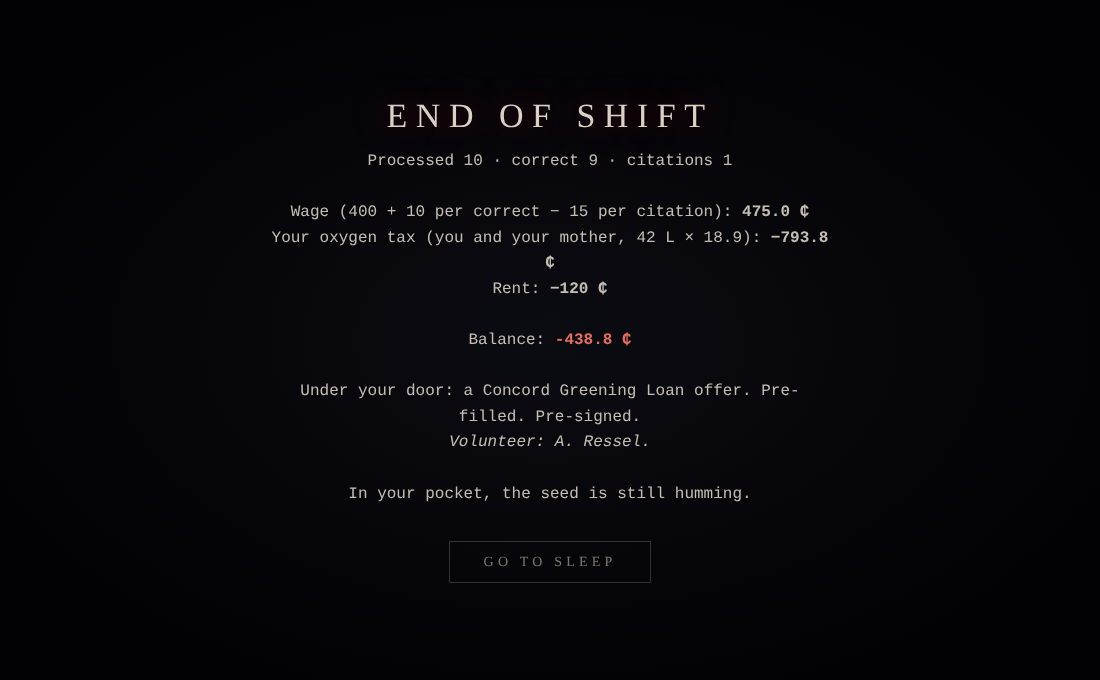 END OF SHIFT
Processed 10 · correct 9 · citations 1
Wage (400 + 10 per correct − 15 per citation): 475.0 ₵
Your oxygen tax (you and your mother, 42 L × 18.9): −793.8
₵
Rent: −120 ₵
Balance: -438.8 ₵
Under your door: a Concord Greening Loan offer. Pre-
filled. Pre-signed.
Volunteer: A. Ressel.
In your pocket, the seed is still humming.
GO TO SLEEP